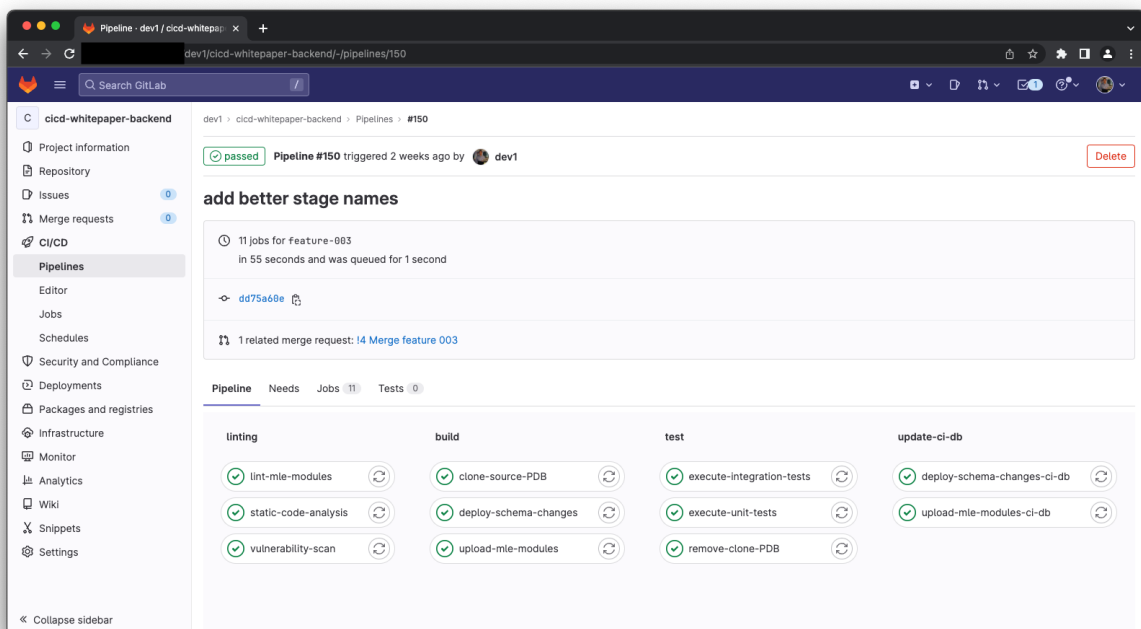 Pipeline · dev1 / cicd-whitepap
dev1/cicd-whitepaper-backend/-/pipelines/150
Search GitLab /
1
C cicd-whitepaper-backend
Project information
Repository
Issues 0
Merge requests 0
CI/CD
Pipelines
Editor
Jobs
Schedules
Security and Compliance
Deployments
Packages and registries
Infrastructure
Monitor
Analytics
Wiki
Snippets
Settings
Collapse sidebar
dev1 › cicd-whitepaper-backend › Pipelines › #150
passed Pipeline #150 triggered 2 weeks ago by dev1
Delete
add better stage names
11 jobs for feature-003
in 55 seconds and was queued for 1 second
dd75a60e
1 related merge request: !4 Merge feature 003
Pipeline Needs Jobs 11 Tests 0
linting
lint-mle-modules
static-code-analysis
vulnerability-scan
build
clone-source-PDB
deploy-schema-changes
upload-mle-modules
test
execute-integration-tests
execute-unit-tests
remove-clone-PDB
update-ci-db
deploy-schema-changes-ci-db
upload-mle-modules-ci-db